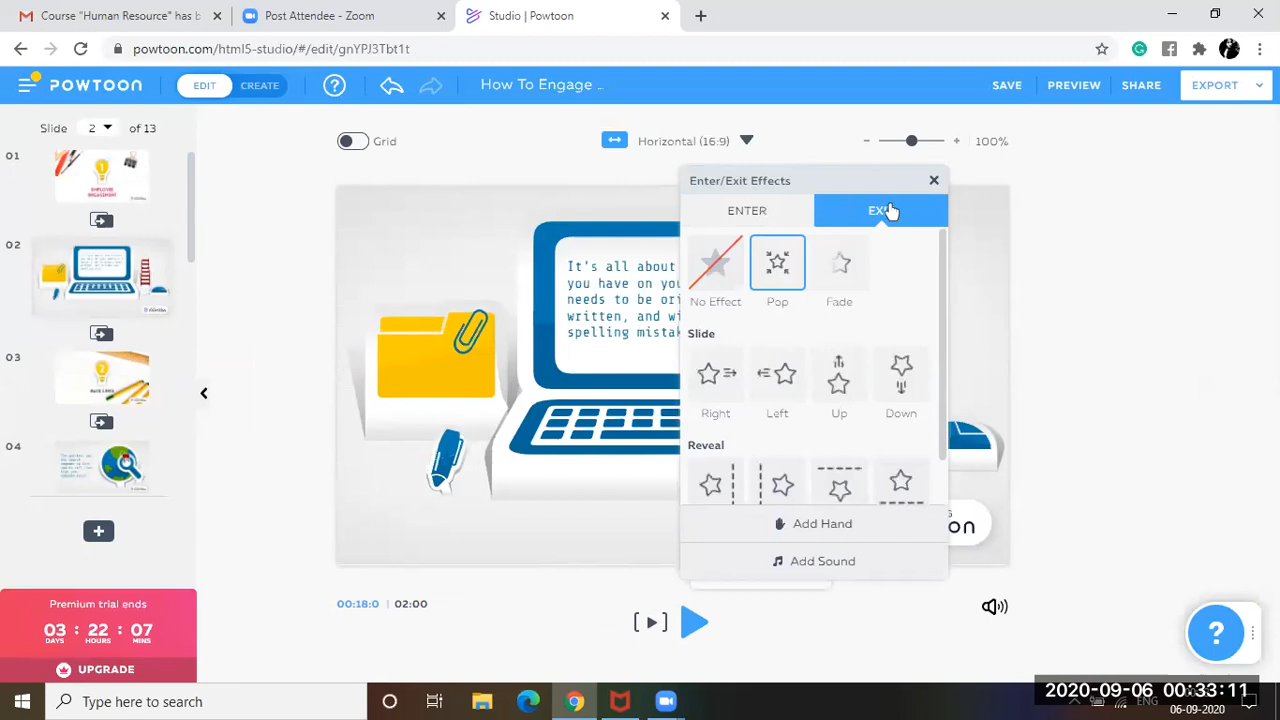 Course "Human Resource" has b
Post Attendee - Zoom
Studio | Powtoon
powtoon.com/html5-studio/#/edit/gnYPJ3Tbt1t
POWTOON
EDIT
CREATE
How To Engage ...
SAVE
PREVIEW
SHARE
EXPORT
Slide 2 of 13
Grid
Horizontal (16:9)
100%
01
1
EMPLOYEE
ENGAGEMENT
02
03
2
04
Enter/Exit Effects
ENTER
No Effect
Pop
Fade
Slide
Right
Left
Up
Down
Reveal
Add Hand
Add Sound
It's all about
you have on you
needs to be ori
written, and wi
spelling mistak
G
oon
00:18:0 | 02:00
Premium trial ends
03 : 22 : 07
DAYS HOURS MINS
UPGRADE
?
Type here to search
ENG
2020-09-06 00:33:11
06-09-2020